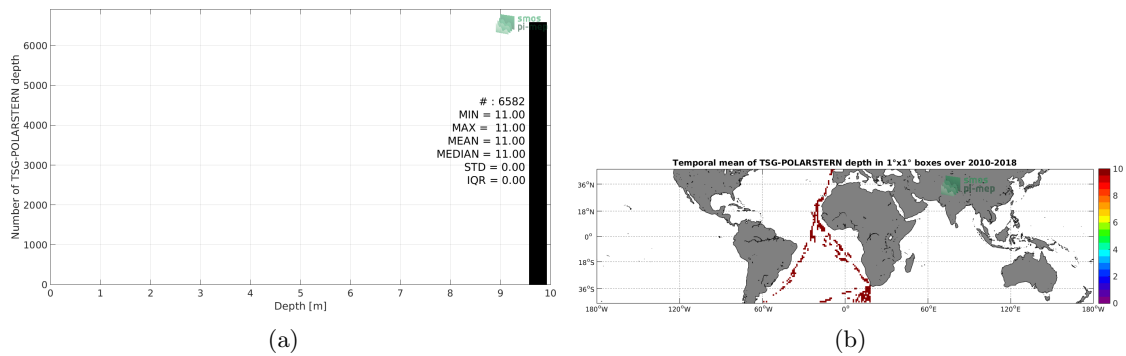 smos
pi-mep
Number of TSG-POLARSTERN depth
6000
5000
4000
3000
2000
1000
0
# : 6582
MIN = 11.00
MAX = 11.00
MEAN = 11.00
MEDIAN = 11.00
STD = 0.00
IQR = 0.00
0 1 2 3 4 5 6 7 8 9 10
Depth [m]
(a)
Temporal mean of TSG-POLARSTERN depth in 1°x1° boxes over 2010-2018
smos
pi-mep
36°N
18°N
0°
18°S
36°S
180°W 120°W 60°W 0° 60°E 120°E 180°W
10
8
6
4
2
0
(b)